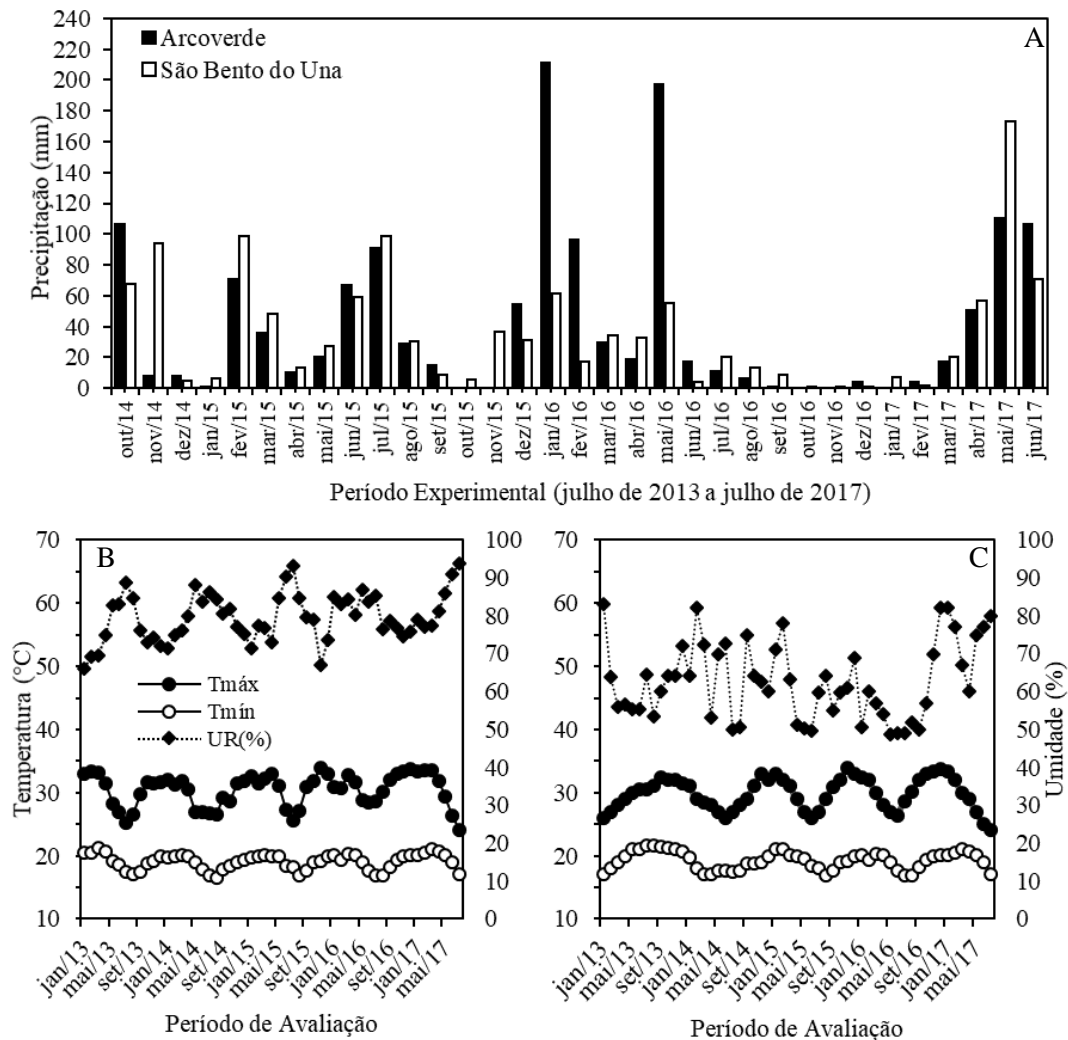 240
220
200
180
160
140
120
100
80
60
40
20
0
Precipitação (mm)
Arcoverde
São Bento do Una
A
out/14
nov/14
dez/14
jan/15
fev/15
mar/15
abr/15
mai/15
jun/15
jul/15
ago/15
set/15
out/15
nov/15
dez/15
jan/16
fev/16
mar/16
abr/16
mai/16
jun/16
jul/16
ago/16
set/16
out/16
nov/16
dez/16
jan/17
fev/17
mar/17
abr/17
mai/17
jun/17
Período Experimental (julho de 2013 a julho de 2017)
70
60
50
40
30
20
10
Temperatura (°C)
B
Tmáx
Tmín
UR(%)
100
90
80
70
60
50
40
30
20
10
0
jan/13
mai/13
set/13
jan/14
mai/14
set/14
jan/15
mai/15
set/15
jan/16
mai/16
set/16
jan/17
mai/17
Período de Avaliação
70
60
50
40
30
20
10
C
100
90
80
70
60
50
40
30
20
10
0
Umidade (%)
jan/13
mai/13
set/13
jan/14
mai/14
set/14
jan/15
mai/15
set/15
jan/16
mai/16
set/16
jan/17
mai/17
Período de Avaliação